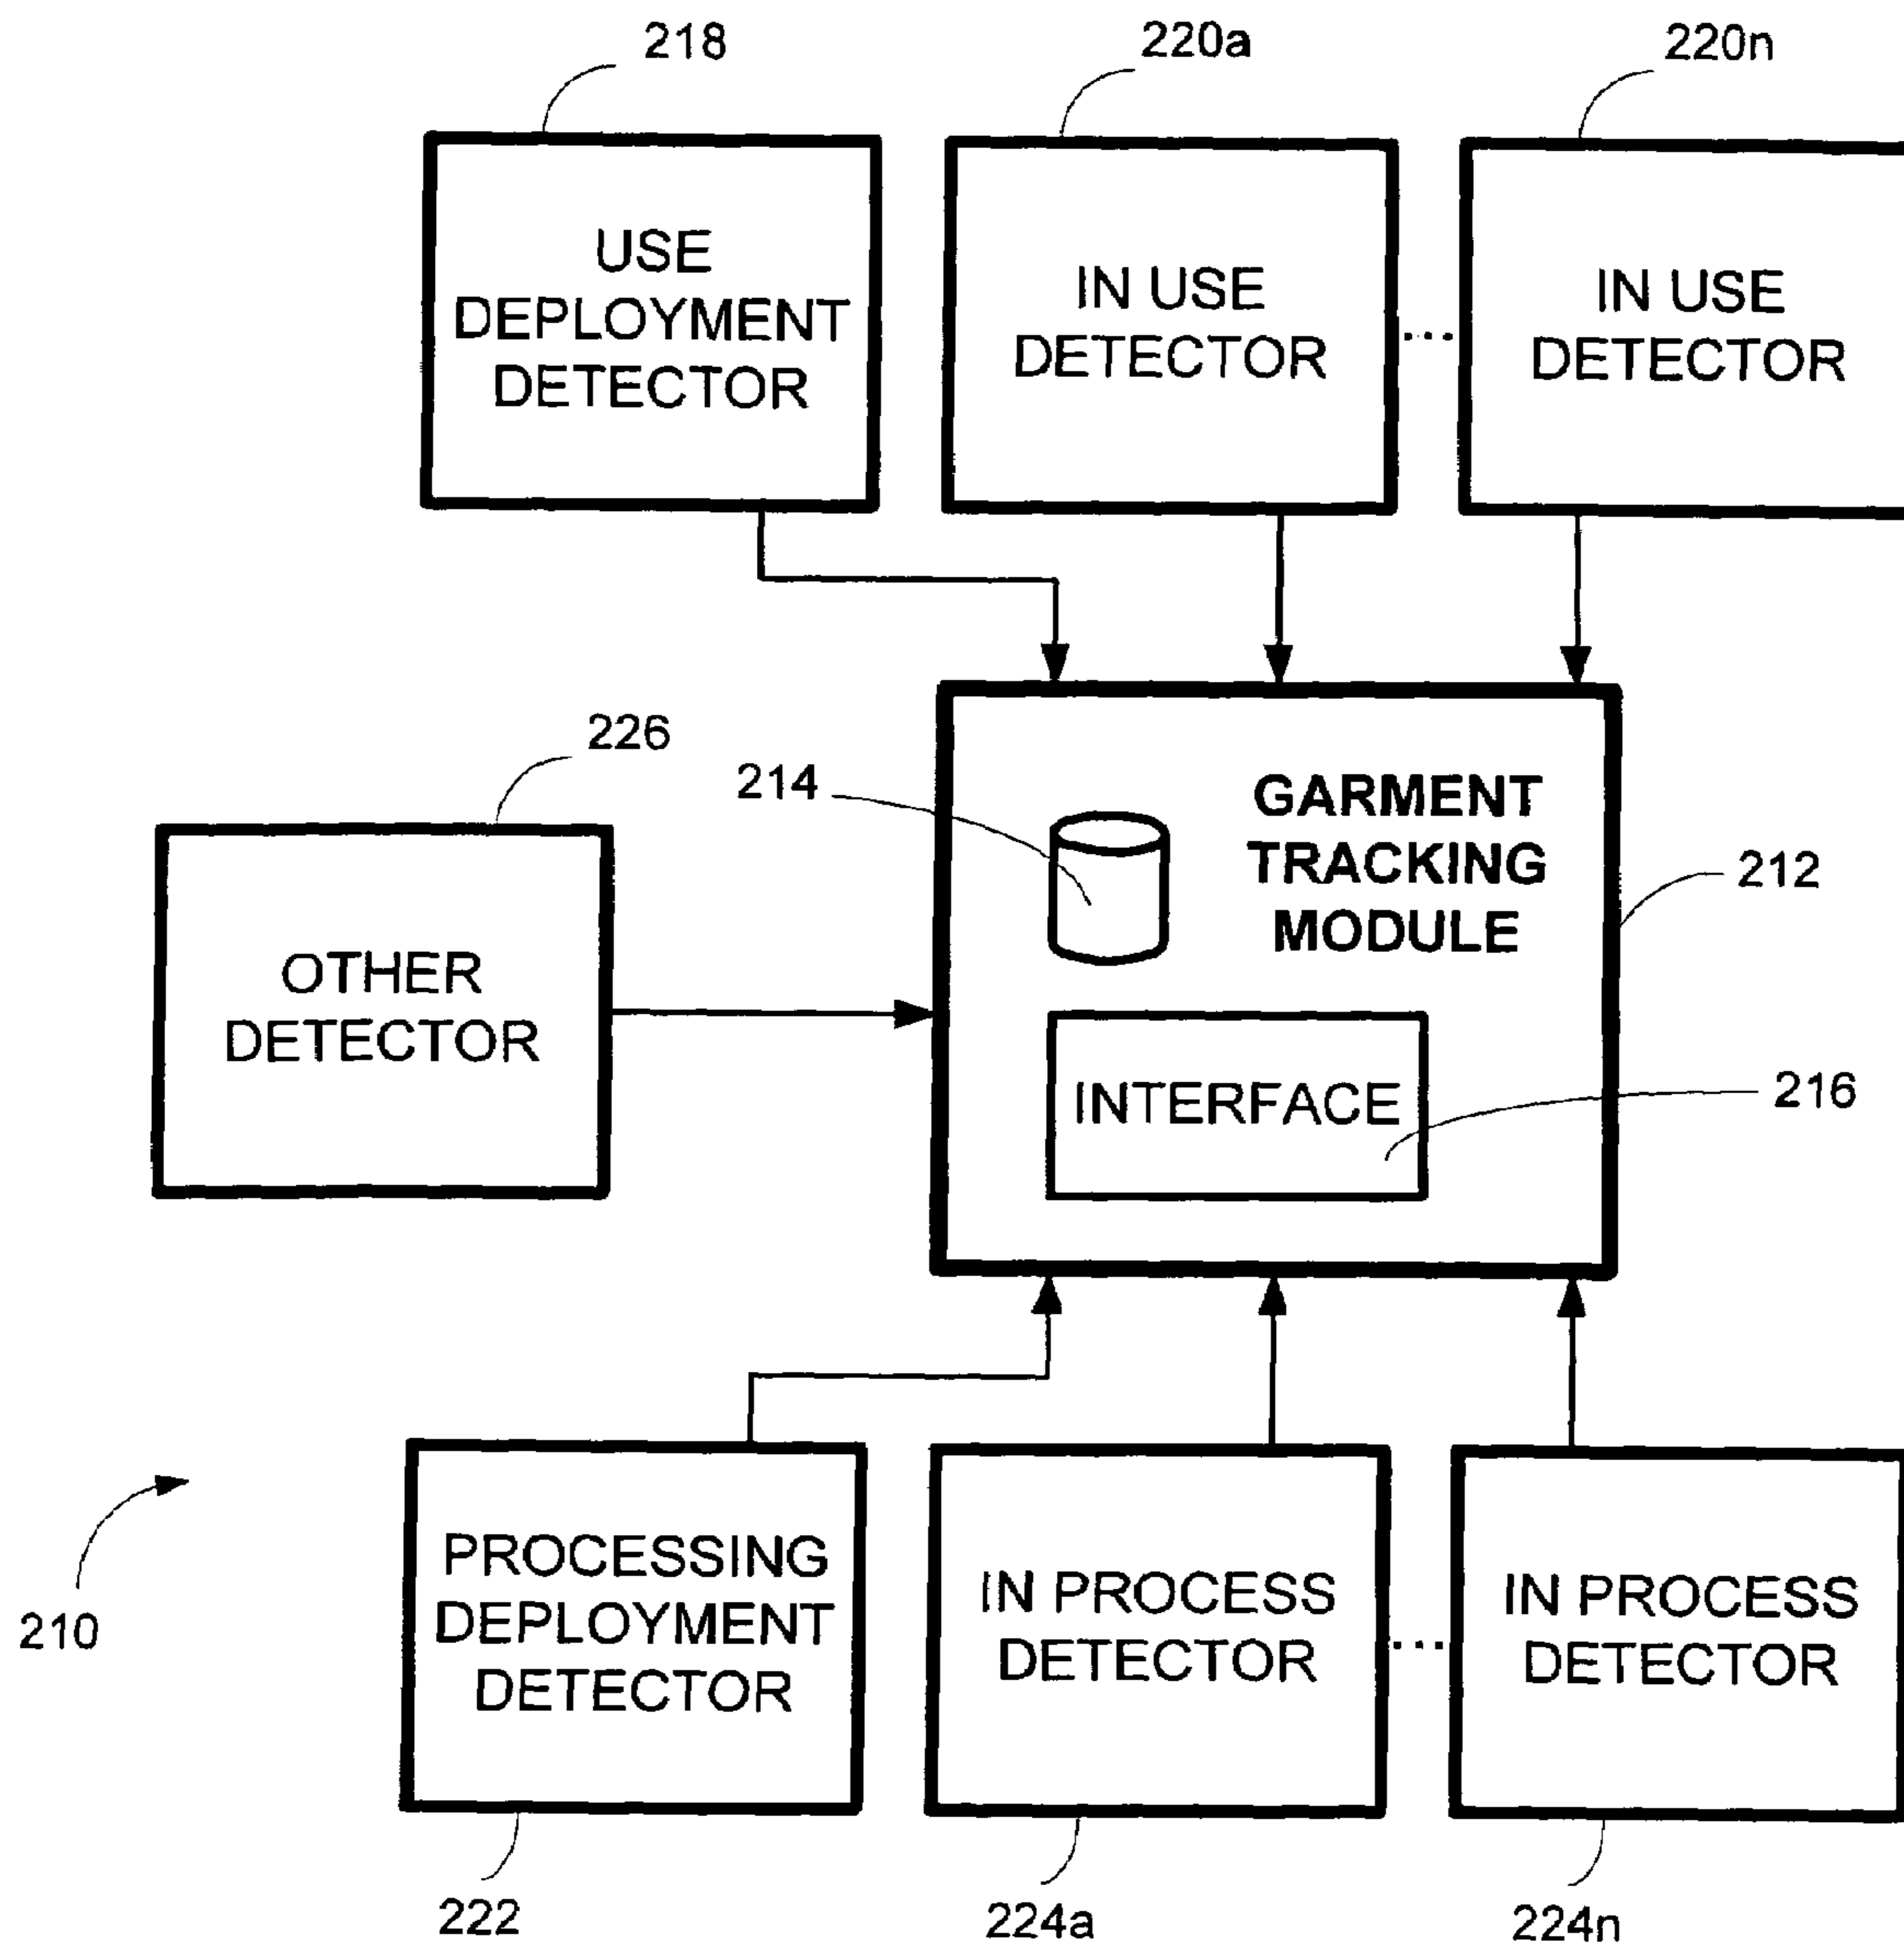 218
220a
220n
USE
DEPLOYMENT
DETECTOR
IN USE
DETECTOR
...
IN USE
DETECTOR
226
214
GARMENT
TRACKING
MODULE
212
OTHER
DETECTOR
INTERFACE
216
210
PROCESSING
DEPLOYMENT
DETECTOR
IN PROCESS
DETECTOR
...
IN PROCESS
DETECTOR
222
224a
224n